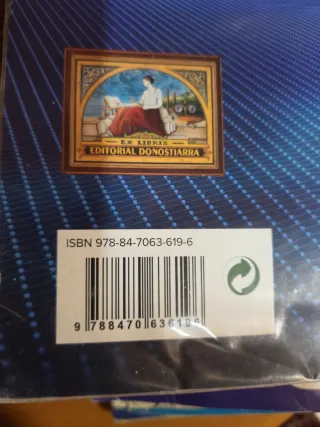 EX LIBRIS
EDITORIAL DONOSTIARRA
ISBN 978-84-7063-619-6
9 788470 636196